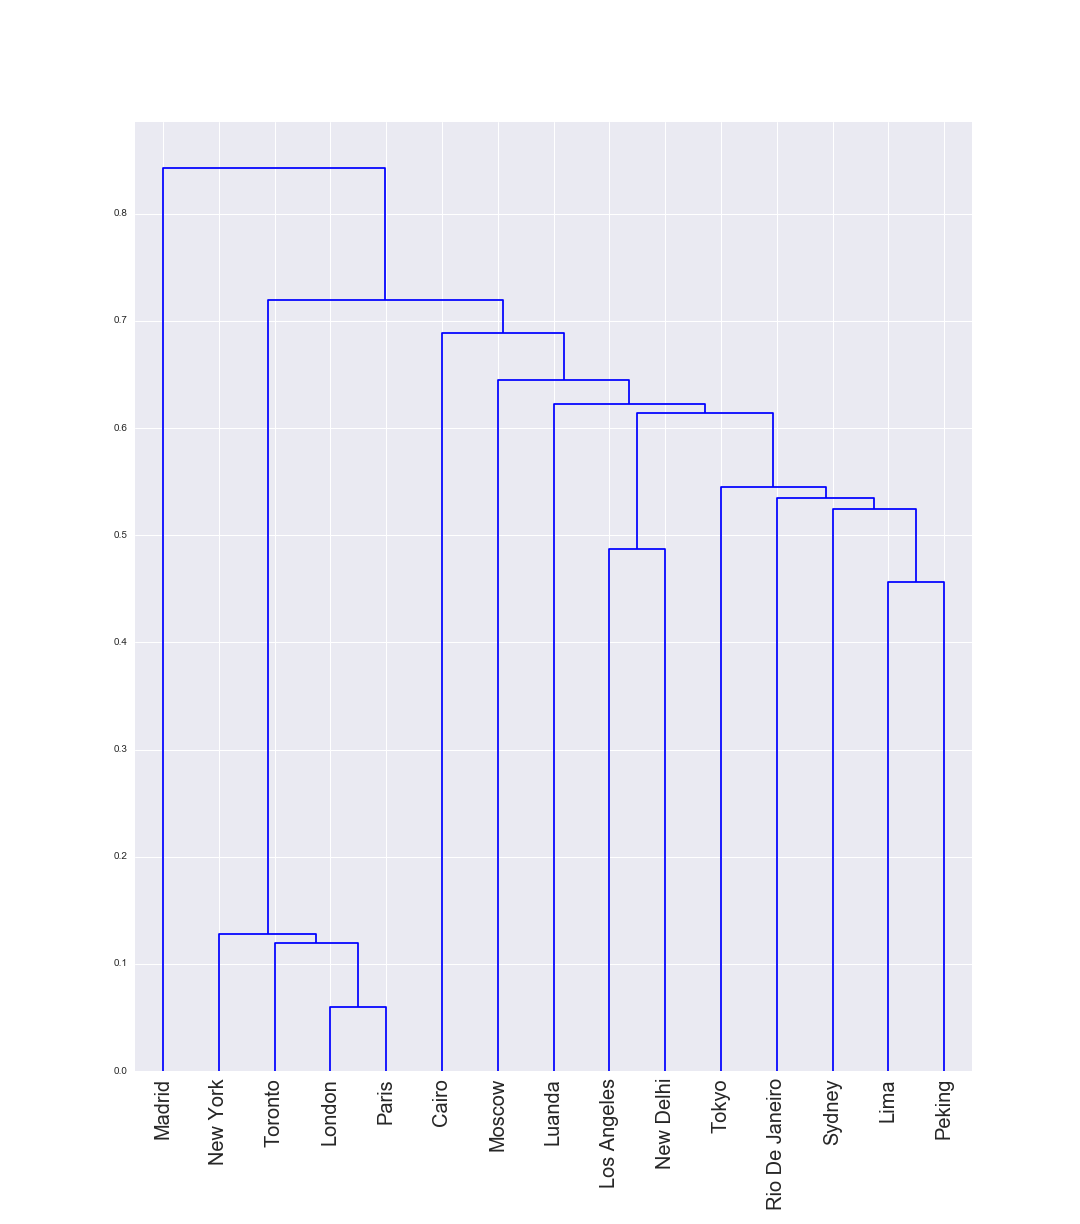 0.8
0.7
0.6
0.5
0.4
0.3
0.2
0.1
0.0
Madrid
New York
Toronto
London
Paris
Cairo
Moscow
Luanda
Los Angeles
New Delhi
Tokyo
Rio De Janeiro
Sydney
Lima
Peking